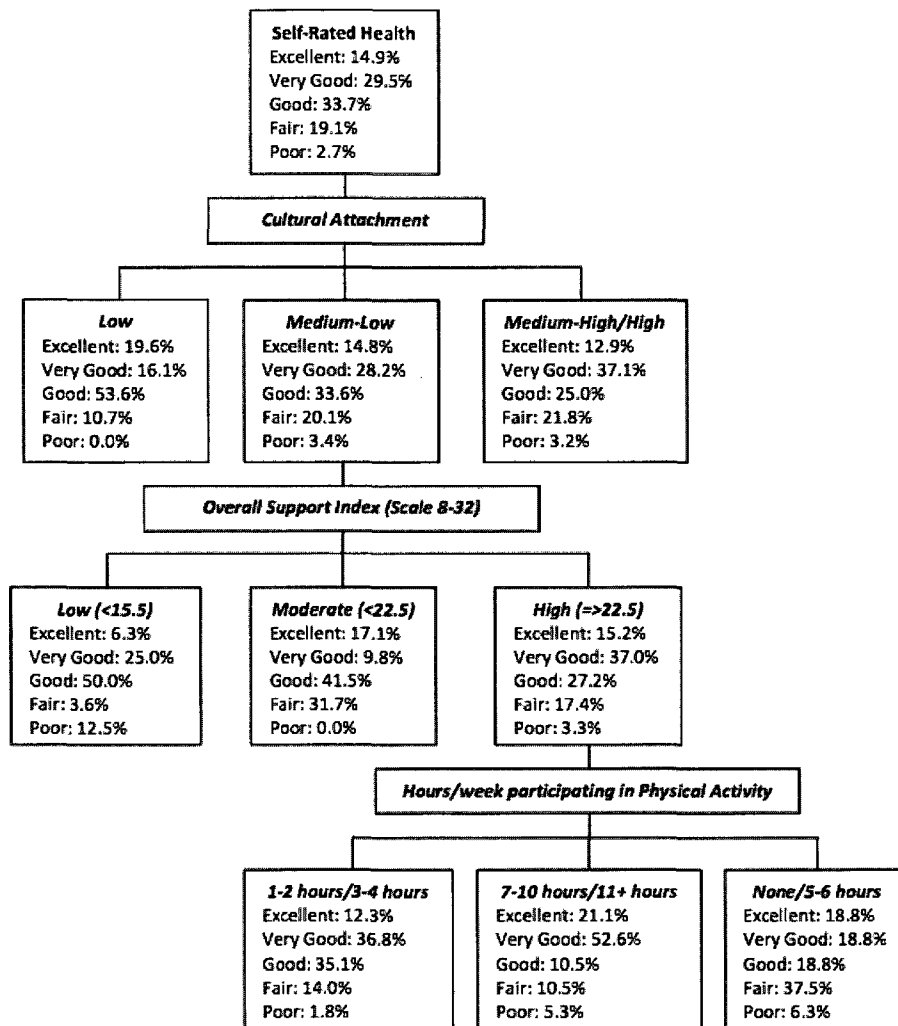 Self-Rated Health
Excellent: 14.9%
Very Good: 29.5%
Good: 33.7%
Fair: 19.1%
Poor: 2.7%
Cultural Attachment
Low
Excellent: 19.6%
Very Good: 16.1%
Good: 53.6%
Fair: 10.7%
Poor: 0.0%
Medium-Low
Excellent: 14.8%
Very Good: 28.2%
Good: 33.6%
Fair: 20.1%
Poor: 3.4%
Medium-High/High
Excellent: 12.9%
Very Good: 37.1%
Good: 25.0%
Fair: 21.8%
Poor: 3.2%
Overall Support Index (Scale 8-32)
Low (<15.5)
Excellent: 6.3%
Very Good: 25.0%
Good: 50.0%
Fair: 3.6%
Poor: 12.5%
Moderate (<22.5)
Excellent: 17.1%
Very Good: 9.8%
Good: 41.5%
Fair: 31.7%
Poor: 0.0%
High (=>22.5)
Excellent: 15.2%
Very Good: 37.0%
Good: 27.2%
Fair: 17.4%
Poor: 3.3%
Hours/week participating in Physical Activity
1-2 hours/3-4 hours
Excellent: 12.3%
Very Good: 36.8%
Good: 35.1%
Fair: 14.0%
Poor: 1.8%
7-10 hours/11+ hours
Excellent: 21.1%
Very Good: 52.6%
Good: 10.5%
Fair: 10.5%
Poor: 5.3%
None/5-6 hours
Excellent: 18.8%
Very Good: 18.8%
Good: 18.8%
Fair: 37.5%
Poor: 6.3%